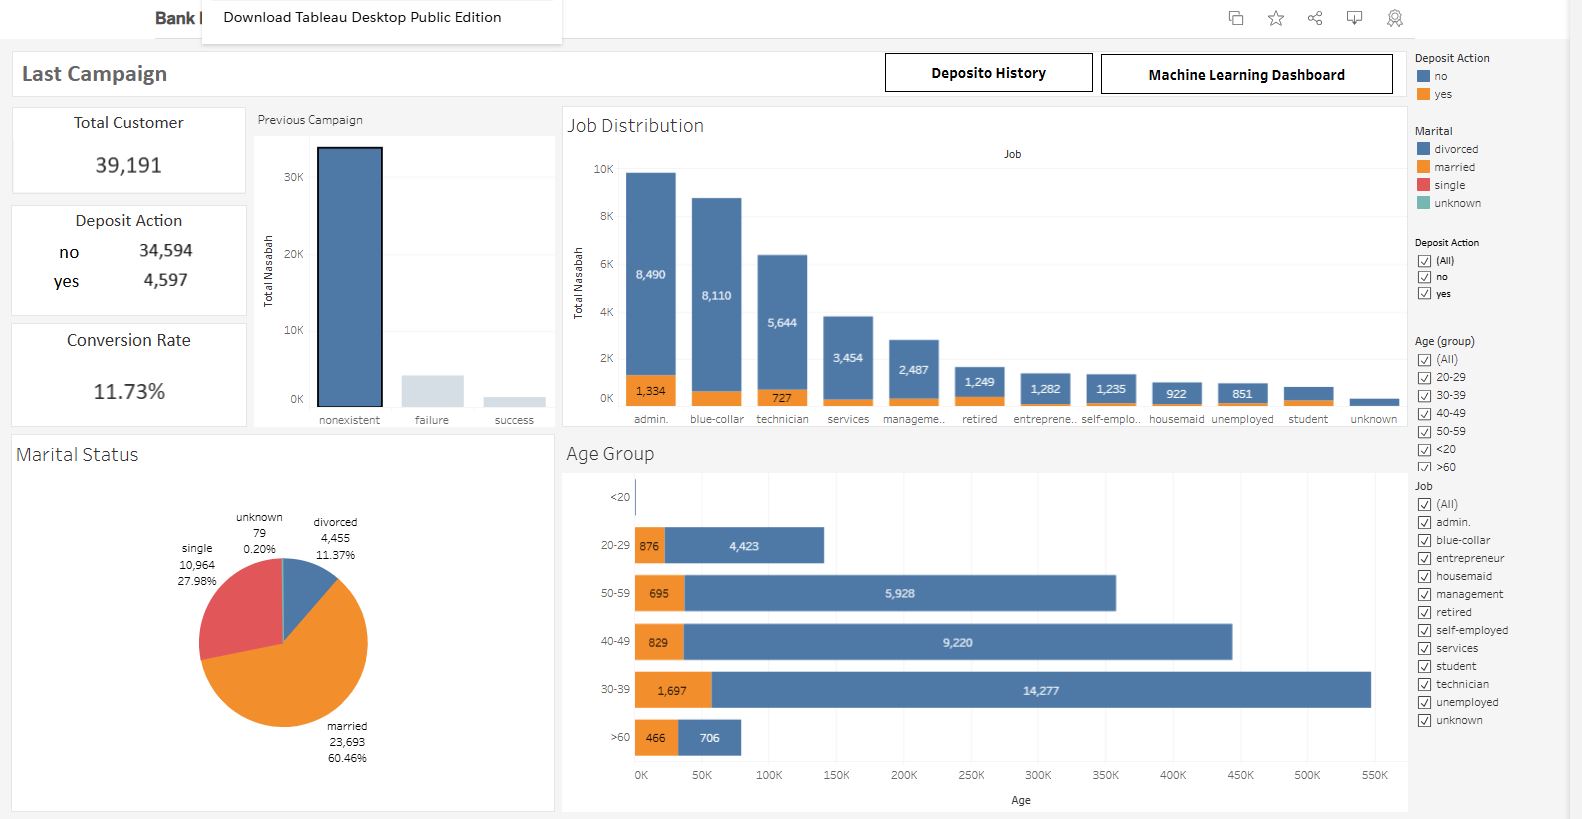 Bank
Download Tableau Desktop Public Edition
Last Campaign
Deposito History
Machine Learning Dashboard
Total Customer
39,191
Deposit Action
no 34,594
yes 4,597
Conversion Rate
11.73%
Previous Campaign
Total Nasabah
30K
20K
10K
0K
nonexistent failure success
Job Distribution
Job
Total Nasabah
10K
8K
6K
4K
2K
0K
8,490
8,110
5,644
3,454
2,487
1,249
1,282
1,235
922
851
1,334
727
admin. blue-collar technician services manageme.. retired entreprene.. self-emplo.. housemaid unemployed student unknown
Marital Status
unknown
79
0.20%
divorced
4,455
11.37%
single
10,964
27.98%
married
23,693
60.46%
Age Group
<20
20-29 876 4,423
50-59 695 5,928
40-49 829 9,220
30-39 1,697 14,277
>60 466 706
0K 50K 100K 150K 200K 250K 300K 350K 400K 450K 500K 550K
Age
Deposit Action
no
yes
Marital
divorced
married
single
unknown
Deposit Action
(All)
no
yes
Age (group)
(All)
20-29
30-39
40-49
50-59
<20
>60
Job
(All)
admin.
blue-collar
entrepreneur
housemaid
management
retired
self-employed
services
student
technician
unemployed
unknown